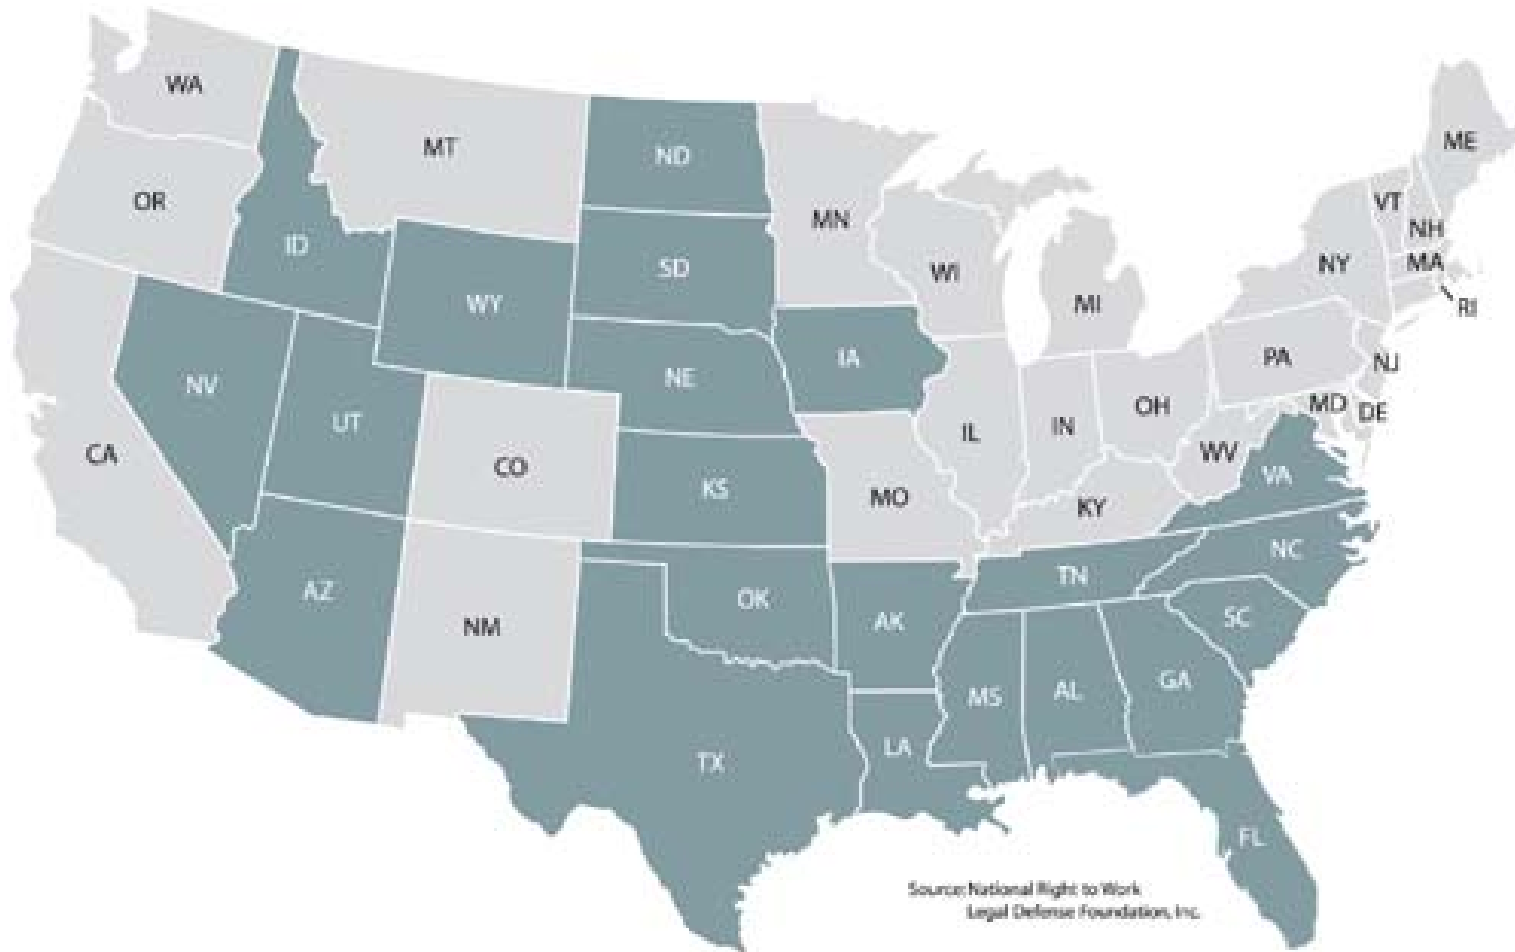 WA
MT
ND
ME
OR
VT
MN
NH
ID
SD
NY
MA
WI
WY
MI
RI
IA
PA
NJ
NE
NV
MD
DE
OH
UT
IL
IN
CA
WV
CO
VA
KS
MO
KY
NC
TN
AZ
OK
SC
AK
NM
GA
AL
MS
LA
TX
FL
Source: National Right to Work
Legal Defense Foundation, Inc.